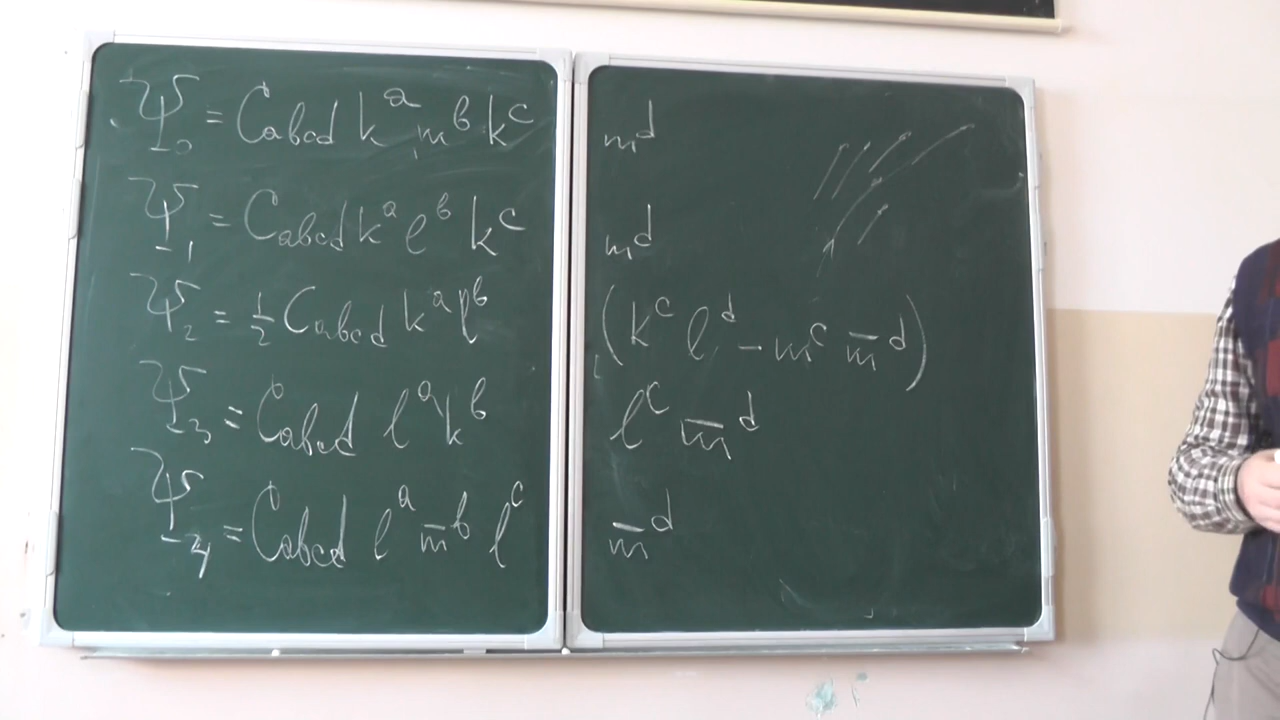 Ψ₀ = C_abcd k^a m^b k^c m^d
Ψ₁ = C_abcd k^a l^b k^c m^d
Ψ₂ = ½ C_abcd k^a l^b (k^c l^d − m^c m̄^d)
Ψ₃ = C_abcd l^a k^b l^c m̄^d
Ψ₄ = C_abcd l^a m̄^b l^c m̄^d